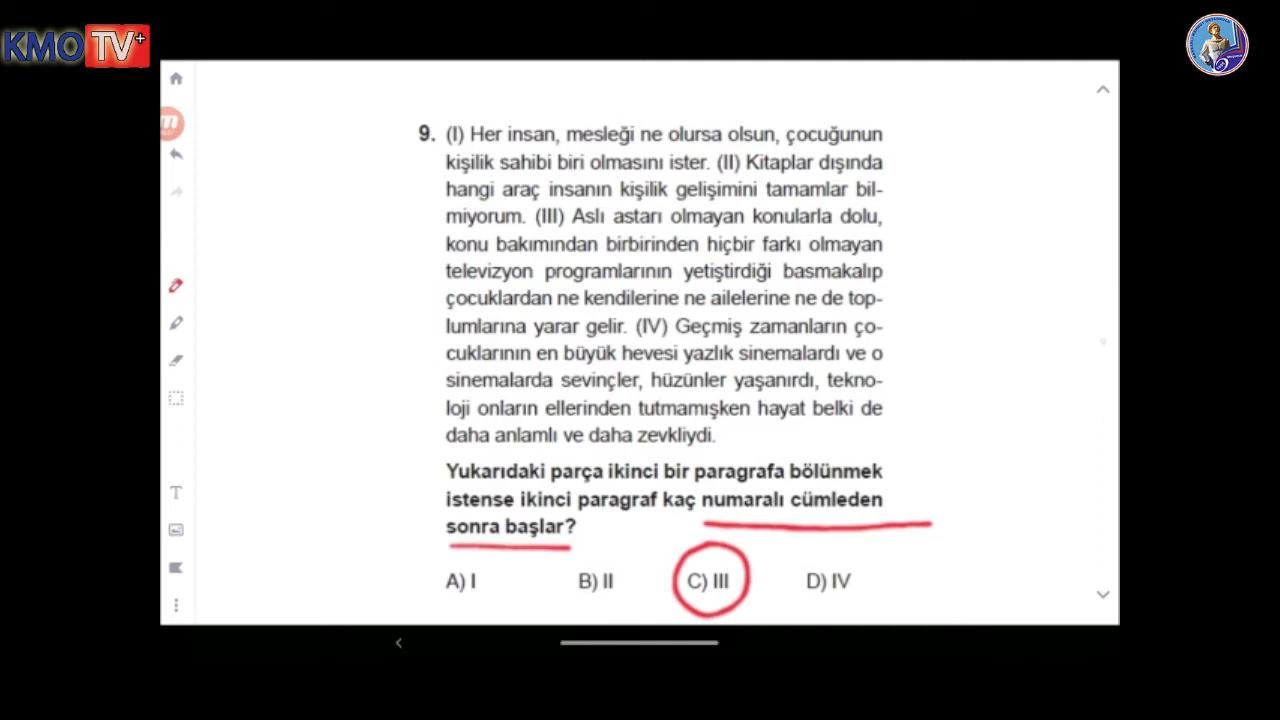 KMO TV+
9. (I) Her insan, mesleği ne olursa olsun, çocuğunun
kişilik sahibi biri olmasını ister. (II) Kitaplar dışında
hangi araç insanın kişilik gelişimini tamamlar bil-
miyorum. (III) Aslı astarı olmayan konularla dolu,
konu bakımından birbirinden hiçbir farkı olmayan
televizyon programlarının yetiştirdiği basmakalıp
çocuklardan ne kendilerine ne ailelerine ne de top-
lumlarına yarar gelir. (IV) Geçmiş zamanların ço-
cuklarının en büyük hevesi yazlık sinemalardı ve o
sinemalarda sevinçler, hüzünler yaşanırdı, tekno-
loji onların ellerinden tutmamışken hayat belki de
daha anlamlı ve daha zevkliydi.
Yukarıdaki parça ikinci bir paragrafa bölünmek
istense ikinci paragraf kaç numaralı cümleden
sonra başlar?
A) I B) II C) III D) IV